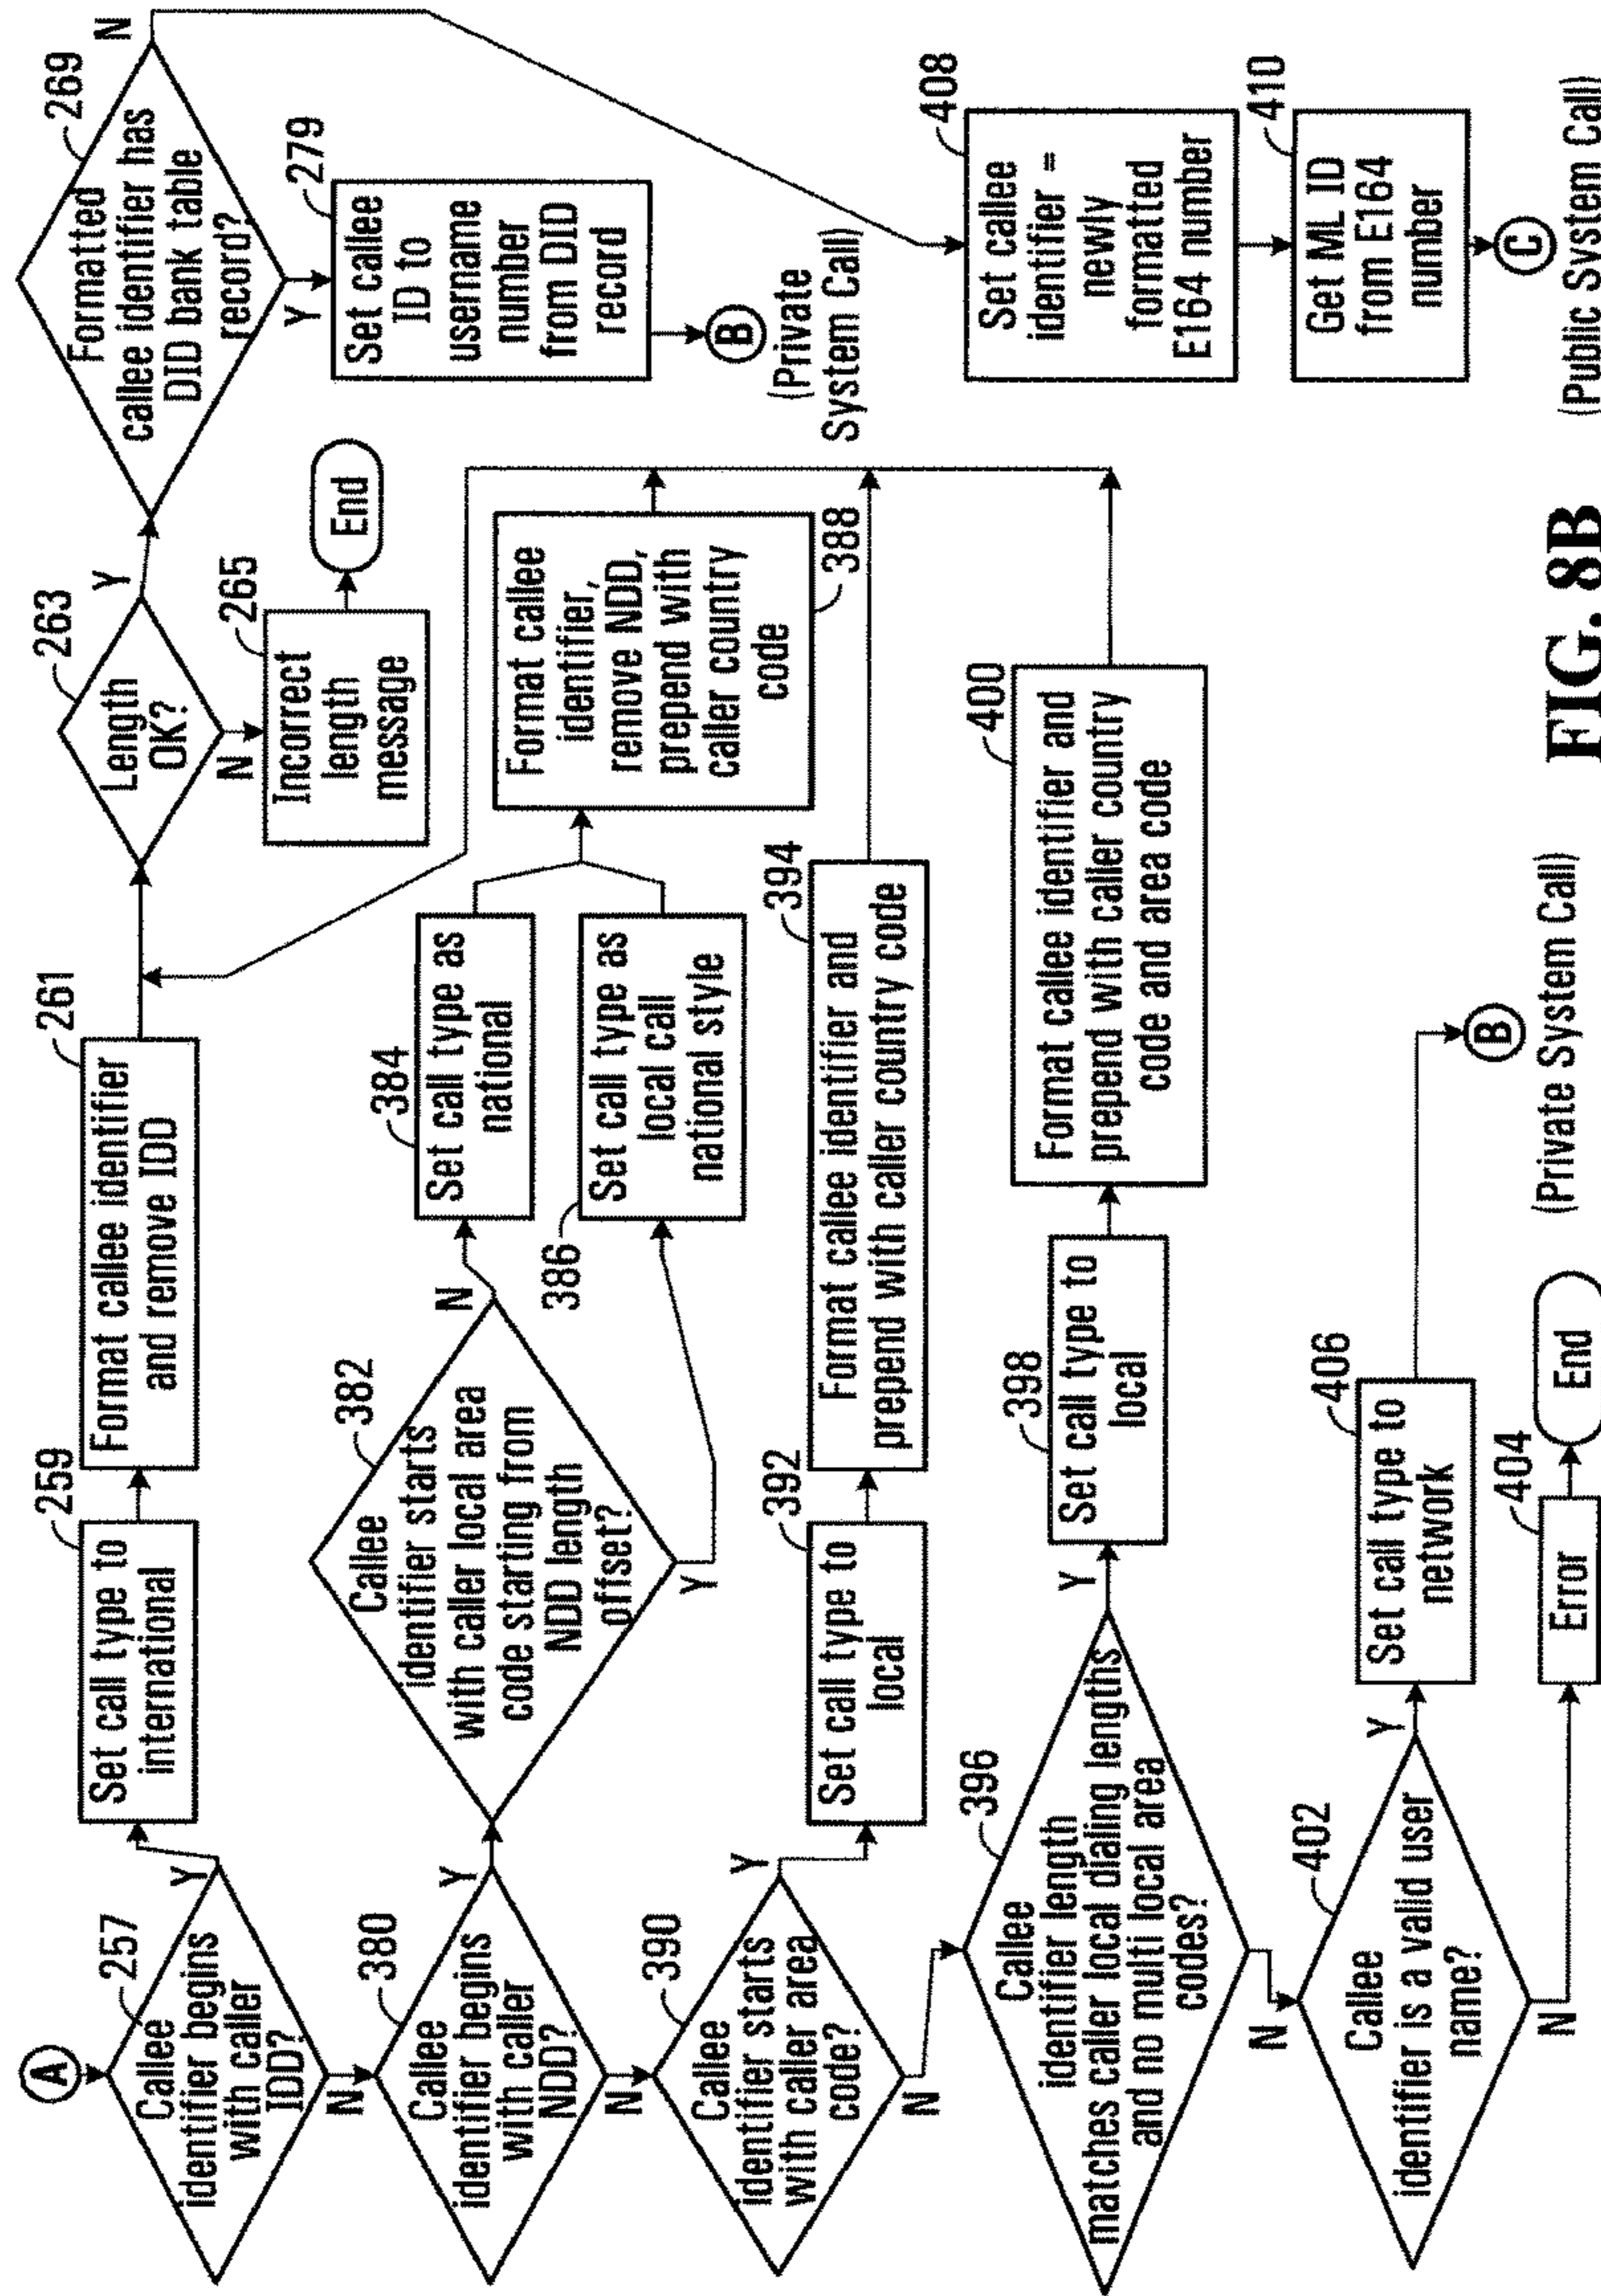 A
257
Callee
identifier begins
with caller
IDD?
Y
N
259
Set call type to
international
261
Format callee identifier
and remove IDD
263
Length
OK?
Y
N
265
Incorrect
length
message
End
269
Formatted
callee identifier has
DID bank table
record?
N
Y
279
Set callee
ID to
username
number
from DID
record
B
(Private
System Call)
380
Callee
identifier begins
with caller
NDD?
Y
N
382
Callee
identifier starts
with caller local area
code starting from
NDD length
offset?
N
Y
384
Set call type as
national
386
Set call type as
local call
national style
Format callee
identifier,
remove NDD,
prepend with
caller country
code
388
390
Callee
identifier starts
with caller area
code?
Y
N
392
Set call type to
local
394
Format callee identifier and
prepend with caller country code
396
Callee
identifier length
matches caller local dialing lengths
and no multi local area
codes?
Y
N
398
Set call type to
local
400
Format callee identifier and
prepend with caller country
code and area code
402
Callee
identifier is a valid user
name?
Y
N
406
Set call type to
network
B
(Private System Call)
404
Error
End
408
Set callee
identifier =
newly
formatted
E164 number
410
Get ML ID
from E164
number
C
(Public System Call)
FIG. 8B